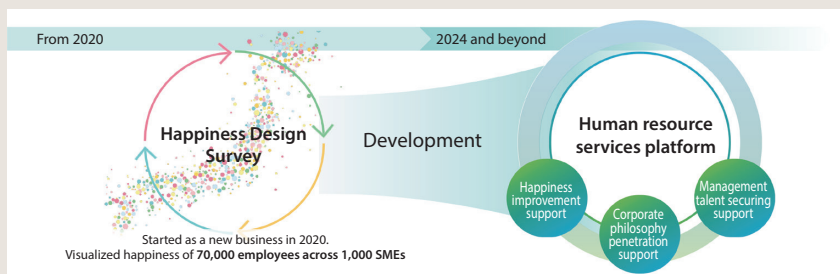 From 2020
2024 and beyond
Happiness Design
Survey
Development
Human resource
services platform
Happiness
improvement
support
Corporate
philosophy
penetration
support
Management
talent securing
support
Started as a new business in 2020.
Visualized happiness of 70,000 employees across 1,000 SMEs